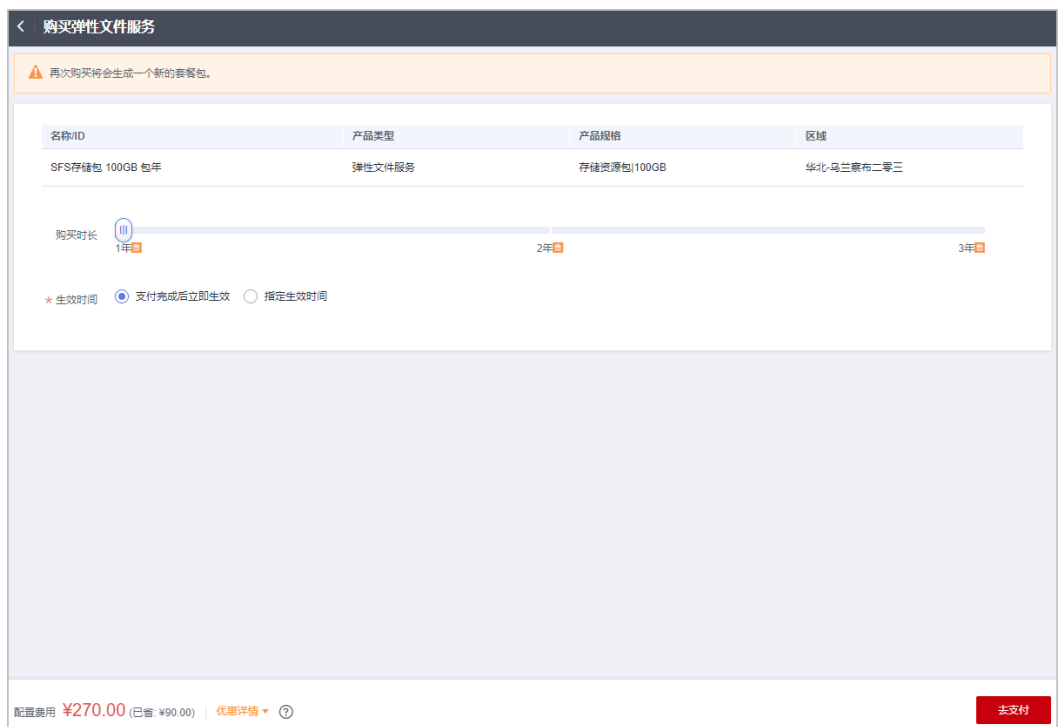 购买弹性文件服务
再次购买将会生成一个新的套餐包。
名称/ID 产品类型 产品规格 区域
SFS存储包 100GB 包年 弹性文件服务 存储资源包|100GB 华北-乌兰察布二零三
购买时长
1年 2年 3年
* 生效时间 支付完成后立即生效 指定生效时间
配置费用 ¥270.00 (已省: ¥90.00) 优惠详情 去支付